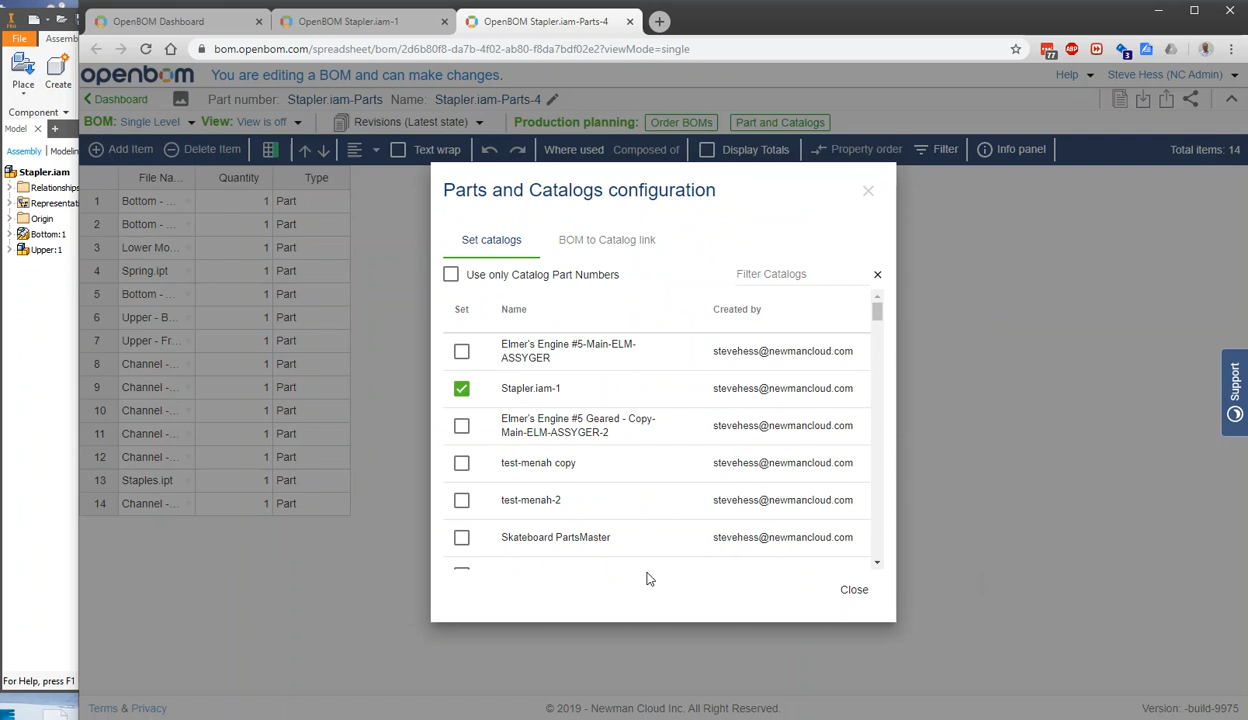 OpenBOM Dashboard
OpenBOM Stapler.iam-1
OpenBOM Stapler.iam-Parts-4
bom.openbom.com/spreadsheet/bom/2d6b80f8-da7b-4f02-ab80-f8da7bdf02e2?viewMode=single
77
ABP
3
PRO
File
Assemb
Place
Create
Component
Model
Assembly
Modelin
Stapler.iam
Relationships
Representat
Origin
Bottom:1
Upper:1
For Help, press F1
openbom
You are editing a BOM and can make changes.
Help
Steve Hess (NC Admin)
Dashboard
Part number: Stapler.iam-Parts Name: Stapler.iam-Parts-4
BOM: Single Level
View: View is off
Revisions (Latest state)
Production planning:
Order BOMs
Part and Catalogs
Add Item
Delete Item
Text wrap
Where used
Composed of
Display Totals
Property order
Filter
Info panel
Total items: 14
File Na... Quantity Type
1 Bottom - ... 1 Part
2 Bottom - ... 1 Part
3 Lower Mo... 1 Part
4 Spring.ipt 1 Part
5 Bottom - ... 1 Part
6 Upper - B... 1 Part
7 Upper - Fr... 1 Part
8 Channel -... 1 Part
9 Channel -... 1 Part
10 Channel -... 1 Part
11 Channel -... 1 Part
12 Channel -... 1 Part
13 Staples.ipt 1 Part
14 Channel -... 1 Part
Parts and Catalogs configuration
Set catalogs
BOM to Catalog link
Use only Catalog Part Numbers
Filter Catalogs
Set Name Created by
Elmer's Engine #5-Main-ELM-
ASSYGER
stevehess@newmancloud.com
Stapler.iam-1 stevehess@newmancloud.com
Elmer's Engine #5 Geared - Copy-
Main-ELM-ASSYGER-2
stevehess@newmancloud.com
test-menah copy stevehess@newmancloud.com
test-menah-2 stevehess@newmancloud.com
Skateboard PartsMaster stevehess@newmancloud.com
Close
Support
Terms & Privacy
© 2019 - Newman Cloud Inc. All Right Reserved.
Version: -build-9975